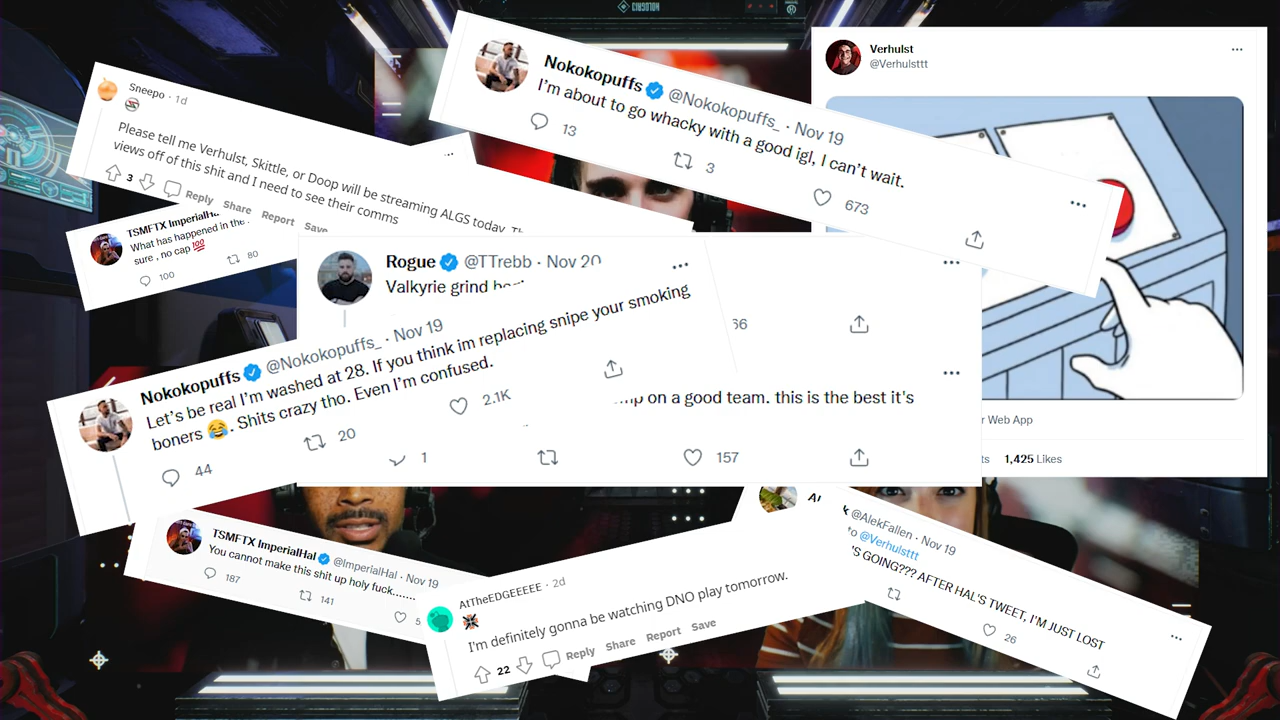 Sneepo · 1d
Please tell me Verhulst, Skittle, or Doop will be streaming ALGS today.
views off of this shit and I need to see their comms
3 Reply Share Report Save
TSMFTX ImperialHa
What has happened in the
sure , no cap 💯
100 80
Nokokopuffs @Nokokopuffs_ · Nov 19
I'm about to go whacky with a good igl, I can't wait.
13 3 673
Verhulst
@Verhulsttt
r Web App
ts 1,425 Likes
Rogue @TTrebb · Nov 20
Valkyrie grind
66
on a good team. this is the best it's
1 157
Nokokopuffs @Nokokopuffs_ · Nov 19
Let's be real I'm washed at 28. If you think im replacing snipe your smoking
boners 😂. Shits crazy tho. Even I'm confused.
44 20 2.1K
TSMFTX ImperialHal @ImperialHal · Nov 19
You cannot make this shit up holy fuck.......
187 141 5
AtTheEDGEEEEE · 2d
I'm definitely gonna be watching DNO play tomorrow.
22 Reply Share Report Save
k @AlekFallen · Nov 19
to @Verhulsttt
'S GOING??? AFTER HAL'S TWEET, I'M JUST LOST
26